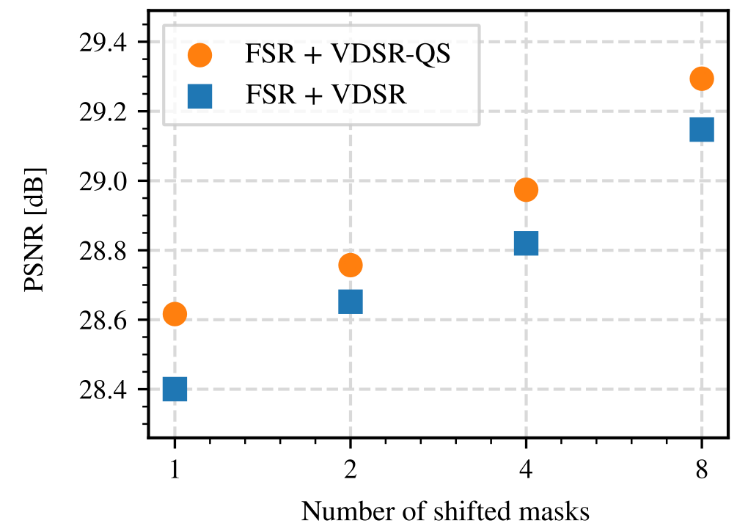 FSR + VDSR-QS
FSR + VDSR
PSNR [dB]
29.4
29.2
29.0
28.8
28.6
28.4
1 2 4 8
Number of shifted masks